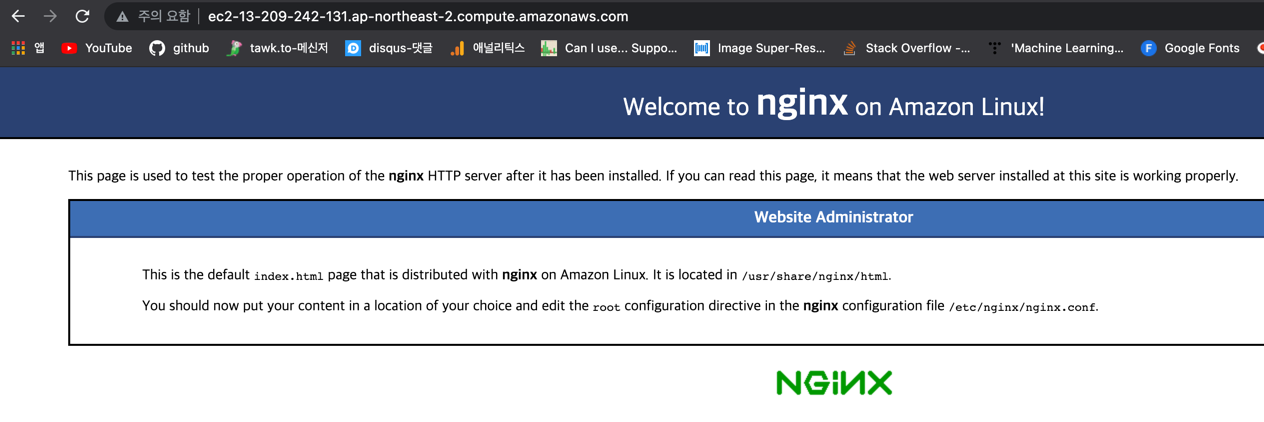 주의 요함 | ec2-13-209-242-131.ap-northeast-2.compute.amazonaws.com
앱 YouTube github tawk.to-메신저 disqus-댓글 애널리틱스 Can I use... Suppo... Image Super-Res... Stack Overflow -... 'Machine Learning... F Google Fonts
Welcome to nginx on Amazon Linux!
This page is used to test the proper operation of the nginx HTTP server after it has been installed. If you can read this page, it means that the web server installed at this site is working properly.
Website Administrator
This is the default index.html page that is distributed with nginx on Amazon Linux. It is located in /usr/share/nginx/html.
You should now put your content in a location of your choice and edit the root configuration directive in the nginx configuration file /etc/nginx/nginx.conf.
NGINX